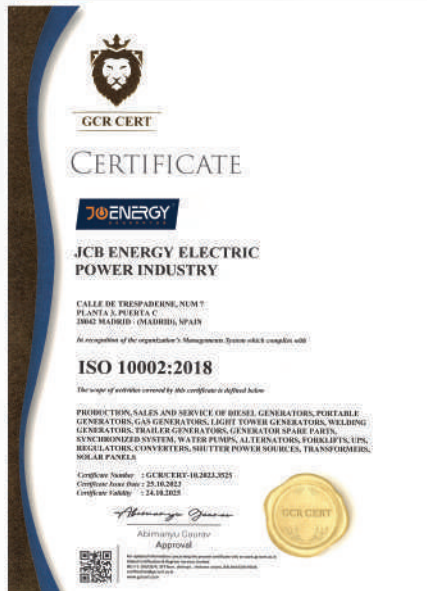 GCR CERT
CERTIFICATE
ENERGY
JCB ENERGY ELECTRIC
POWER INDUSTRY
CALLE DE TRESPADERNE, NUM 7
PLANTA 3, PUERTA C
28042 MADRID - (MADRID), SPAIN
In recognition of the organization's Managements System which complies with
ISO 10002:2018
The scope of activities covered by this certificate is defined below
PRODUCTION, SALES AND SERVICE OF DIESEL GENERATORS, PORTABLE
GENERATORS, GAS GENERATORS, LIGHT TOWER GENERATORS, WELDING
GENERATORS, TRAILER GENERATORS, GENERATOR SPARE PARTS,
SYNCHRONIZED SYSTEM, WATER PUMPS, ALTERNATORS, FORKLIFTS, UPS,
REGULATORS, CONVERTERS, SHUTTER POWER SOURCES, TRANSFORMERS,
SOLAR PANELS
Certificate Number : GCR/CERT-10.2023.3525
Certificate Issue Date : 25.10.2023
Certificate Validity : 24.10.2025
Abimanyu Gaurav
Abimanyu Gaurav
Approval
GCR CERT